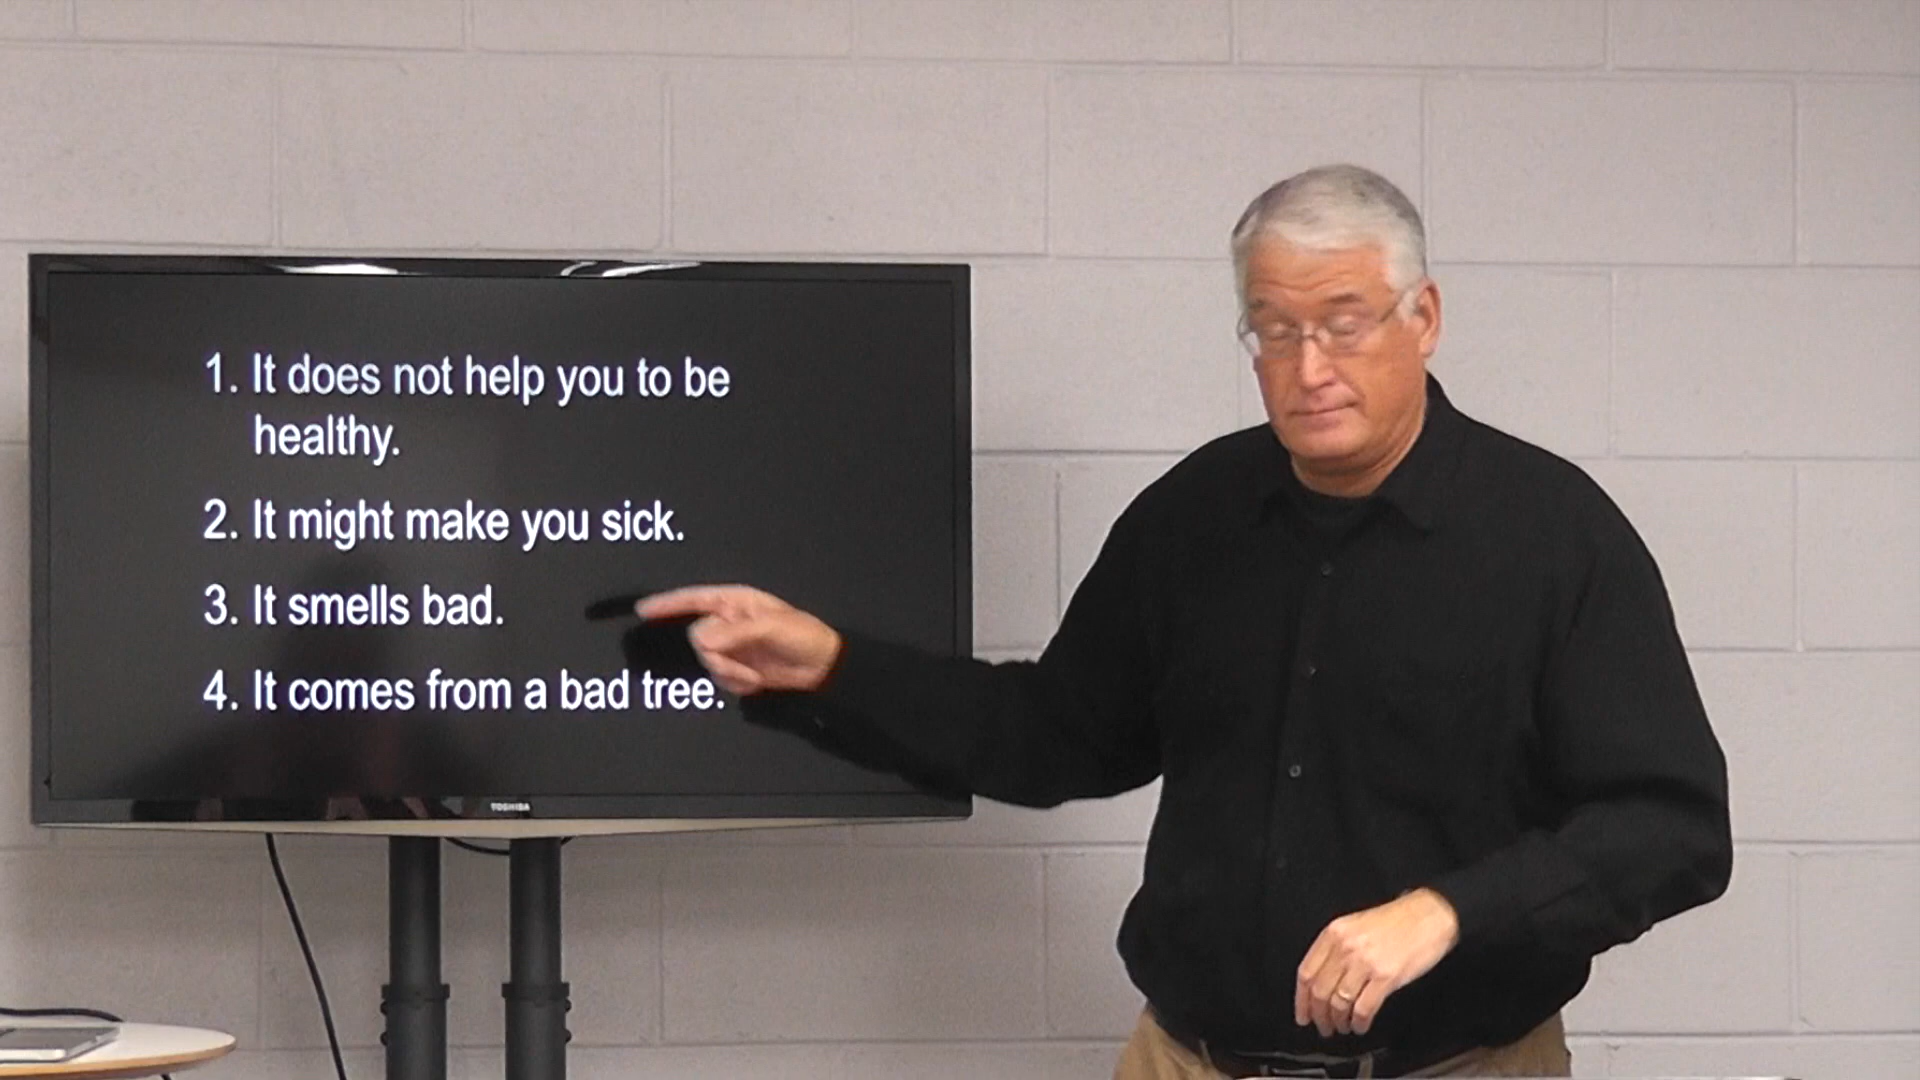 1. It does not help you to be
healthy.
2. It might make you sick.
3. It smells bad.
4. It comes from a bad tree.
TOSHIBA